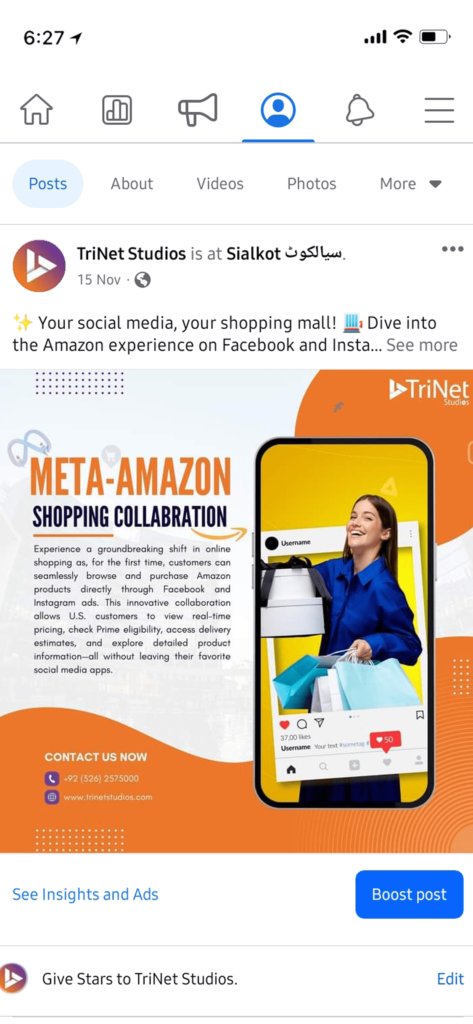 6:27
Posts About Videos Photos More
TriNet Studios is at Sialkot سيالكوٹ.
15 Nov ·
✨ Your social media, your shopping mall! 🏬 Dive into
the Amazon experience on Facebook and Insta... See more
TriNet
Studios
META-AMAZON
SHOPPING COLLABRATION
Experience a groundbreaking shift in online
shopping as, for the first time, customers can
seamlessly browse and purchase Amazon
products directly through Facebook and
Instagram ads. This innovative collaboration
allows U.S. customers to view real-time
pricing, check Prime eligibility, access delivery
estimates, and explore detailed product
information—all without leaving their favorite
social media apps.
Username
37,00 likes
Username Your text #sometag #
50
CONTACT US NOW
+92 (326) 2575000
www.trinetstudios.com
See Insights and Ads
Boost post
Give Stars to TriNet Studios.
Edit